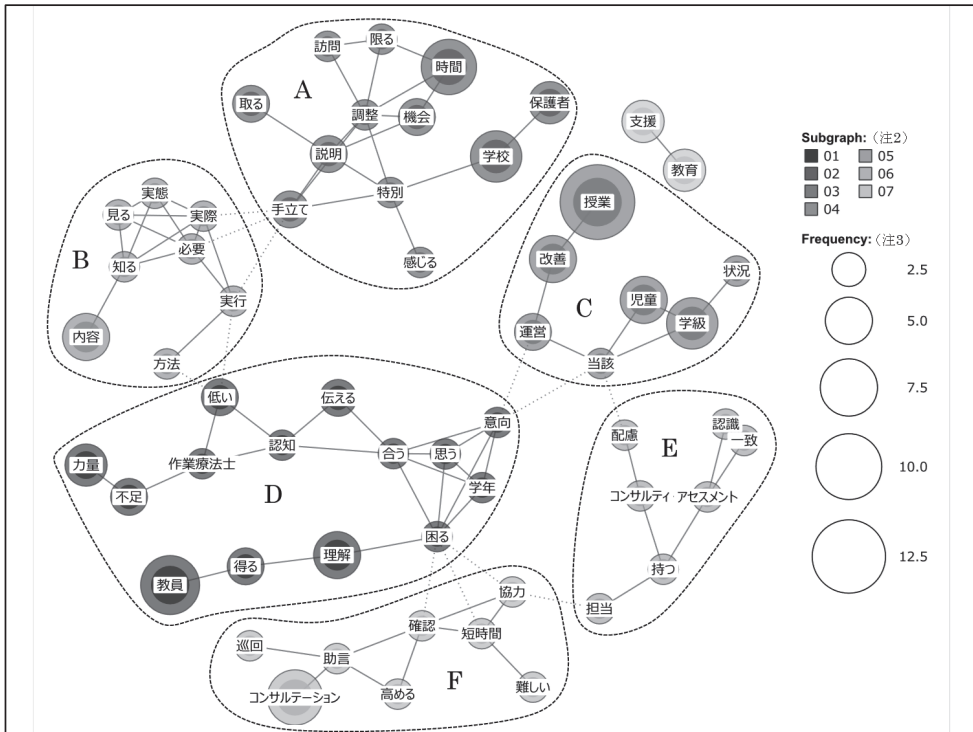 A
訪問
限る
時間
取る
調整
機会
保護者
説明
学校
手立て
特別
感じる
支援
教育
B
実態
見る
実際
必要
知る
実行
内容
方法
C
授業
改善
状況
児童
運営
学級
当該
D
低い
伝える
意向
認知
合う
思う
力量
作業療法士
不足
学年
困る
理解
得る
教員
E
配慮
認識
一致
コンサルティ
アセスメント
持つ
担当
F
協力
確認
短時間
巡回
助言
コンサルテーション
高める
難しい
Subgraph:（注2）
01 05
02 06
03 07
04
Frequency:（注3）
2.5
5.0
7.5
10.0
12.5